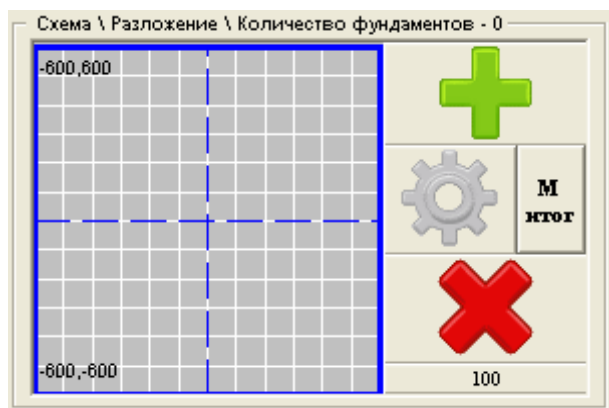 Схема \ Разложение \ Количество фундаментов - 0
-600,600
М
итог
-600,-600
100